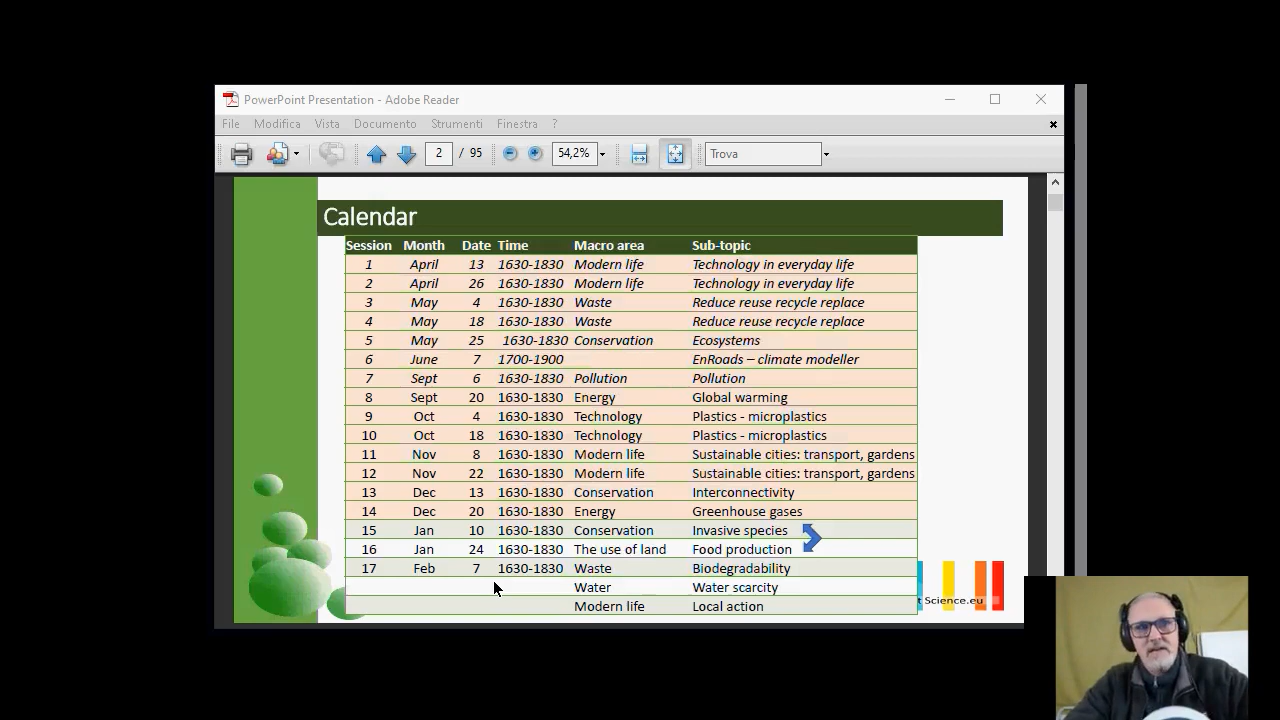 PowerPoint Presentation - Adobe Reader
File Modifica Vista Documento Strumenti Finestra ?
2 / 95 54,2% Trova
Calendar
Session Month Date Time Macro area Sub-topic
1 April 13 1630-1830 Modern life Technology in everyday life
2 April 26 1630-1830 Modern life Technology in everyday life
3 May 4 1630-1830 Waste Reduce reuse recycle replace
4 May 18 1630-1830 Waste Reduce reuse recycle replace
5 May 25 1630-1830 Conservation Ecosystems
6 June 7 1700-1900 EnRoads – climate modeller
7 Sept 6 1630-1830 Pollution Pollution
8 Sept 20 1630-1830 Energy Global warming
9 Oct 4 1630-1830 Technology Plastics - microplastics
10 Oct 18 1630-1830 Technology Plastics - microplastics
11 Nov 8 1630-1830 Modern life Sustainable cities: transport, gardens
12 Nov 22 1630-1830 Modern life Sustainable cities: transport, gardens
13 Dec 13 1630-1830 Conservation Interconnectivity
14 Dec 20 1630-1830 Energy Greenhouse gases
15 Jan 10 1630-1830 Conservation Invasive species
16 Jan 24 1630-1830 The use of land Food production
17 Feb 7 1630-1830 Waste Biodegradability
Water Water scarcity
Modern life Local action
t Science.eu